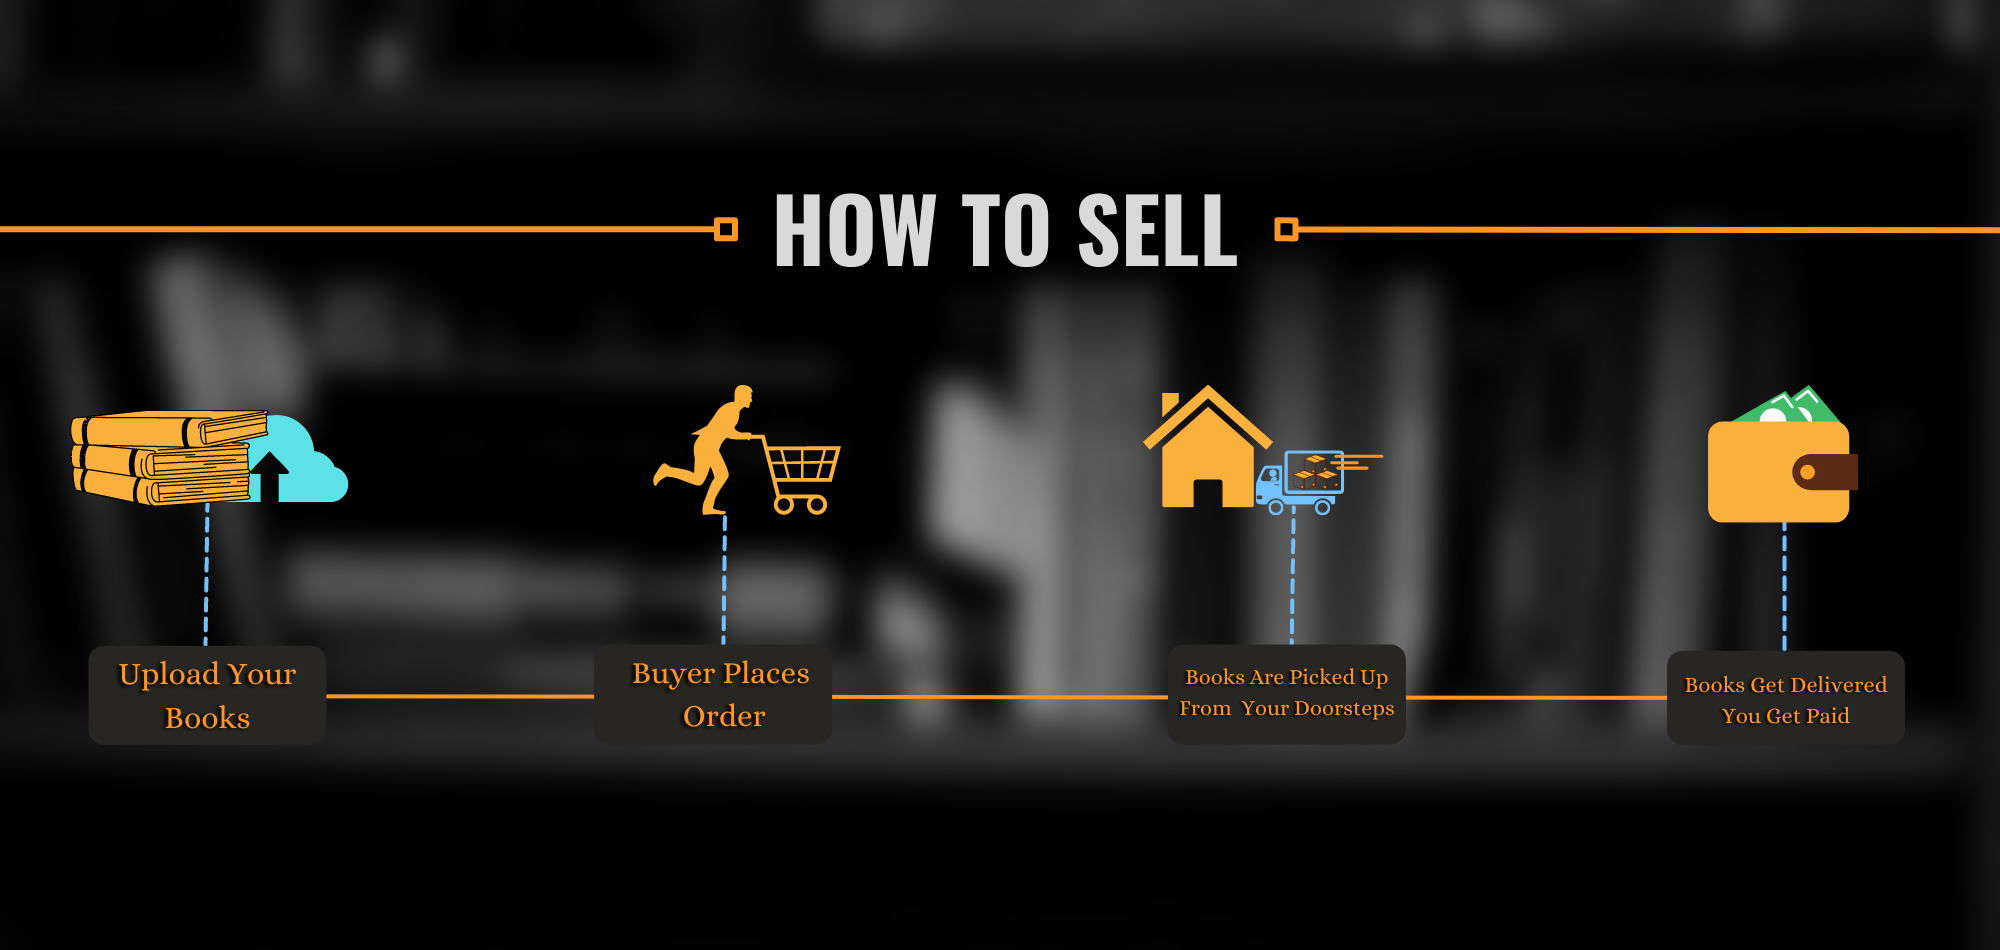 HOW TO SELL
Upload Your
Books
Buyer Places
Order
Books Are Picked Up
From Your Doorsteps
Books Get Delivered
You Get Paid